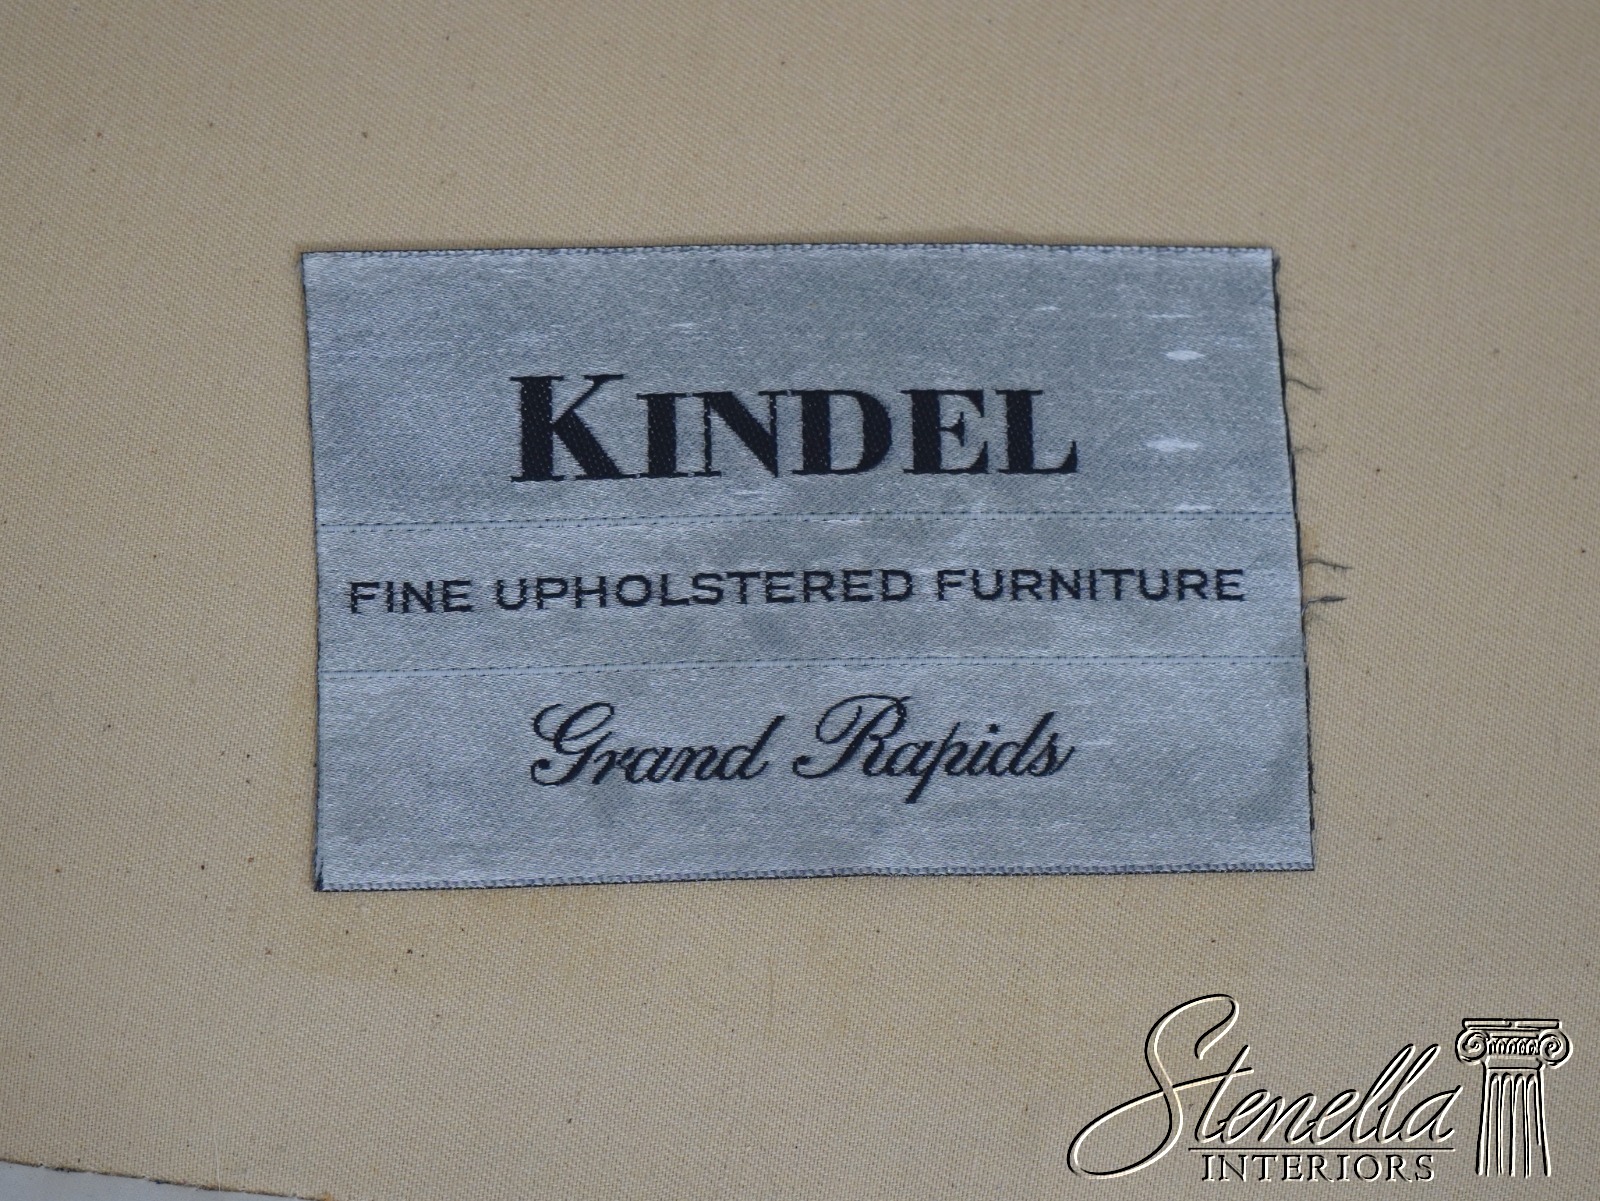 KINDEL
FINE UPHOLSTERED FURNITURE
Grand Rapids
Stenella
INTERIORS